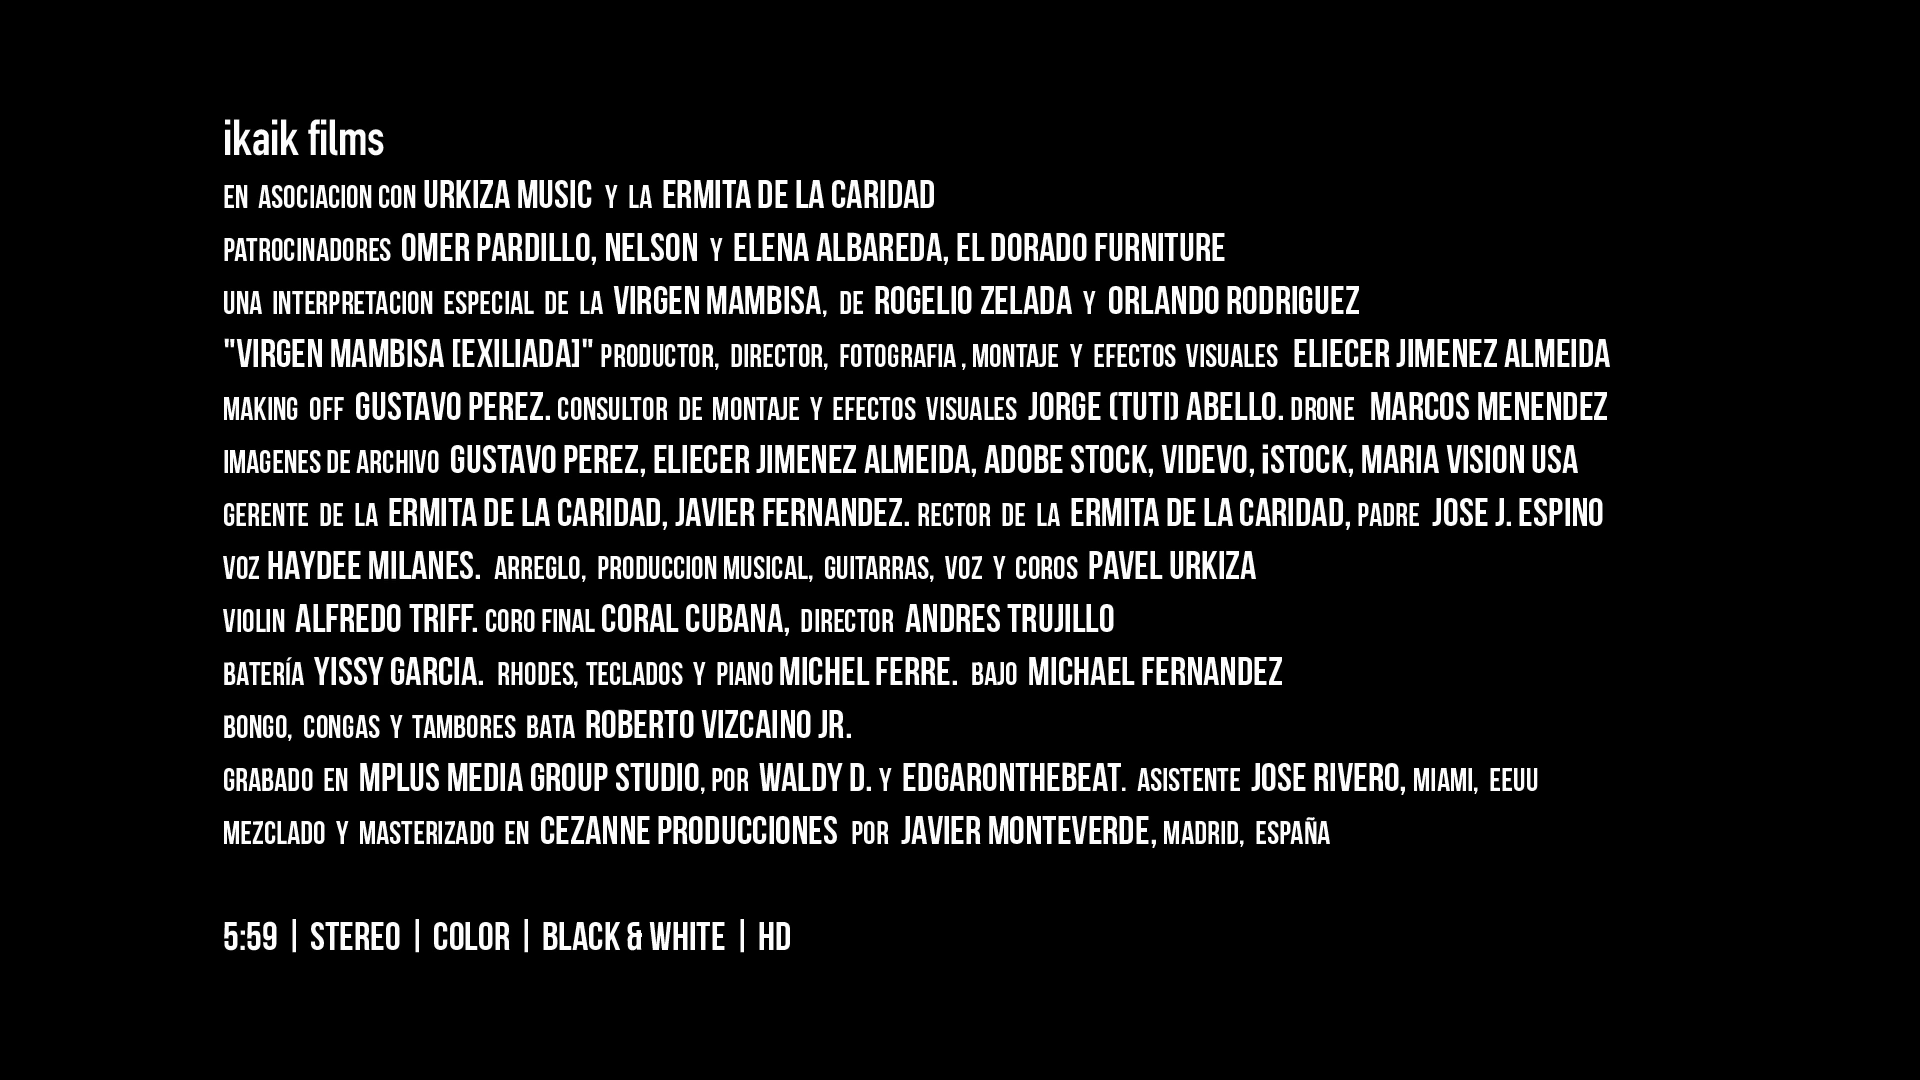 ikaik films
EN ASOCIACION CON URKIZA MUSIC Y LA ERMITA DE LA CARIDAD
PATROCINADORES OMER PARDILLO, NELSON Y ELENA ALBAREDA, EL DORADO FURNITURE
UNA INTERPRETACION ESPECIAL DE LA VIRGEN MAMBISA, DE ROGELIO ZELADA Y ORLANDO RODRIGUEZ
"VIRGEN MAMBISA [EXILIADA]" PRODUCTOR, DIRECTOR, FOTOGRAFIA , MONTAJE Y EFECTOS VISUALES ELIECER JIMENEZ ALMEIDA
MAKING OFF GUSTAVO PEREZ. CONSULTOR DE MONTAJE Y EFECTOS VISUALES JORGE (TUTI) ABELLO. DRONE MARCOS MENENDEZ
IMAGENES DE ARCHIVO GUSTAVO PEREZ, ELIECER JIMENEZ ALMEIDA, ADOBE STOCK, VIDEVO, ¡STOCK, MARIA VISION USA
GERENTE DE LA ERMITA DE LA CARIDAD, JAVIER FERNANDEZ. RECTOR DE LA ERMITA DE LA CARIDAD, PADRE JOSE J. ESPINO
VOZ HAYDEE MILANES. ARREGLO, PRODUCCION MUSICAL, GUITARRAS, VOZ Y COROS PAVEL URKIZA
VIOLIN ALFREDO TRIFF. CORO FINAL CORAL CUBANA, DIRECTOR ANDRES TRUJILLO
BATERÍA YISSY GARCIA. RHODES, TECLADOS Y PIANO MICHEL FERRE. BAJO MICHAEL FERNANDEZ
BONGO, CONGAS Y TAMBORES BATA ROBERTO VIZCAINO JR.
GRABADO EN MPLUS MEDIA GROUP STUDIO, POR WALDY D. Y EDGARONTHEBEAT. ASISTENTE JOSE RIVERO, MIAMI, EEUU
MEZCLADO Y MASTERIZADO EN CEZANNE PRODUCCIONES POR JAVIER MONTEVERDE, MADRID, ESPAÑA
5:59 | STEREO | COLOR | BLACK & WHITE | HD